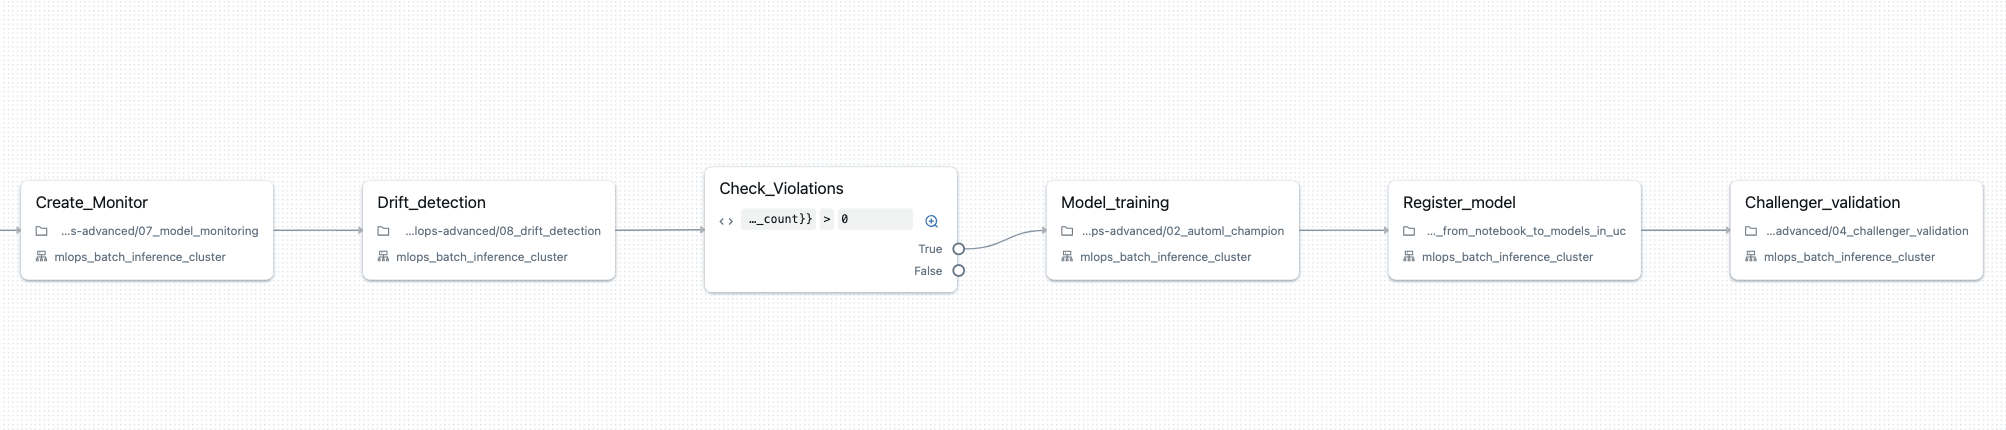 Create_Monitor
...s-advanced/07_model_monitoring
mlops_batch_inference_cluster
Drift_detection
...lops-advanced/08_drift_detection
mlops_batch_inference_cluster
Check_Violations
…_count}} > 0
True
False
Model_training
...ps-advanced/02_automl_champion
mlops_batch_inference_cluster
Register_model
..._from_notebook_to_models_in_uc
mlops_batch_inference_cluster
Challenger_validation
...advanced/04_challenger_validation
mlops_batch_inference_cluster